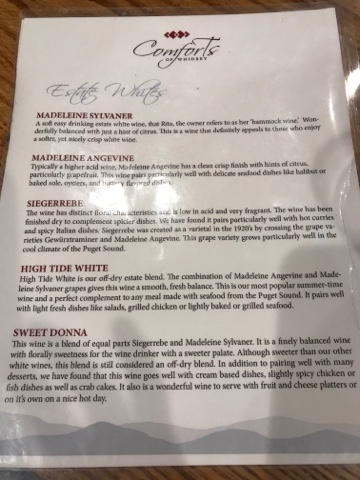 Comforts
OF WHIDBEY
Estate Whites
MADELEINE SYLVANER
A soft easy drinking estate white wine, that Rita, the owner refers to as her "hammock wine." Won-
derfully balanced with just a hint of citrus. This is a wine that definitely appeals to those who enjoy
a softer, yet nicely crisp white wine.
MADELEINE ANGEVINE
Typically a higher acid wine, Madeleine Angevine has a clean crisp finish with hints of citrus,
particularly grapefruit. This wine pairs particularly well with delicate seafood dishes like halibut or
baked sole, oysters, and buttery flavored dishes.
SIEGERREBE
The wine has distinct floral characteristics and is low in acid and very fragrant. The wine has been
finished dry to complement spicier dishes. We have found it pairs particularly well with hot curries
and spicy Italian dishes. Siegerrebe was created as a varietal in the 1920's by crossing the grape va-
rieties Gewürztraminer and Madeleine Angevine. This grape variety grows particularly well in the
cool climate of the Puget Sound.
HIGH TIDE WHITE
High Tide White is our off-dry estate blend. The combination of Madeleine Angevine and Made-
leine Sylvaner grapes gives this wine a smooth, fresh balance. This is our most popular summer-time
wine and a perfect complement to any meal made with seafood from the Puget Sound. It pairs well
with light fresh dishes like salads, grilled chicken or lightly baked or grilled seafood.
SWEET DONNA
This wine is a blend of equal parts Siegerrebe and Madeleine Sylvaner. It is a finely balanced wine
with florally sweetness for the wine drinker with a sweeter palate. Although sweeter than our other
white wines, this blend is still considered an off-dry blend. In addition to pairing well with many
desserts, we have found that this wine goes well with cream based dishes, slightly spicy chicken or
fish dishes as well as crab cakes. It also is a wonderful wine to serve with fruit and cheese platters or
on it's own on a nice hot day.